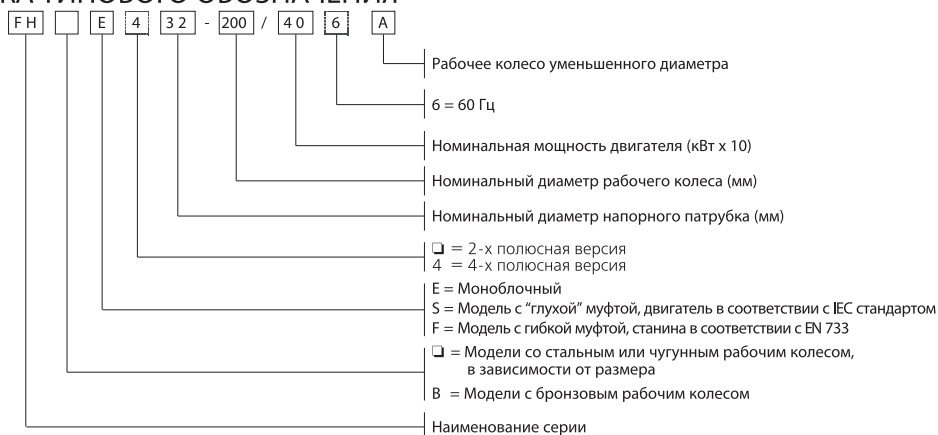 КА ТИПОВОГО ОБОЗНАЧЕНИЯ
FH E 4 32 - 200 / 40 6 A
Рабочее колесо уменьшенного диаметра
6 = 60 Гц
Номинальная мощность двигателя (кВт x 10)
Номинальный диаметр рабочего колеса (мм)
Номинальный диаметр напорного патрубка (мм)
❏ = 2-х полюсная версия
4 = 4-х полюсная версия
E = Моноблочный
S = Модель с “глухой” муфтой, двигатель в соответствии с IEC стандартом
F = Модель с гибкой муфтой, станина в соответствии с EN 733
❏ = Модели со стальным или чугунным рабочим колесом,
в зависимости от размера
B = Модели с бронзовым рабочим колесом
Наименование серии